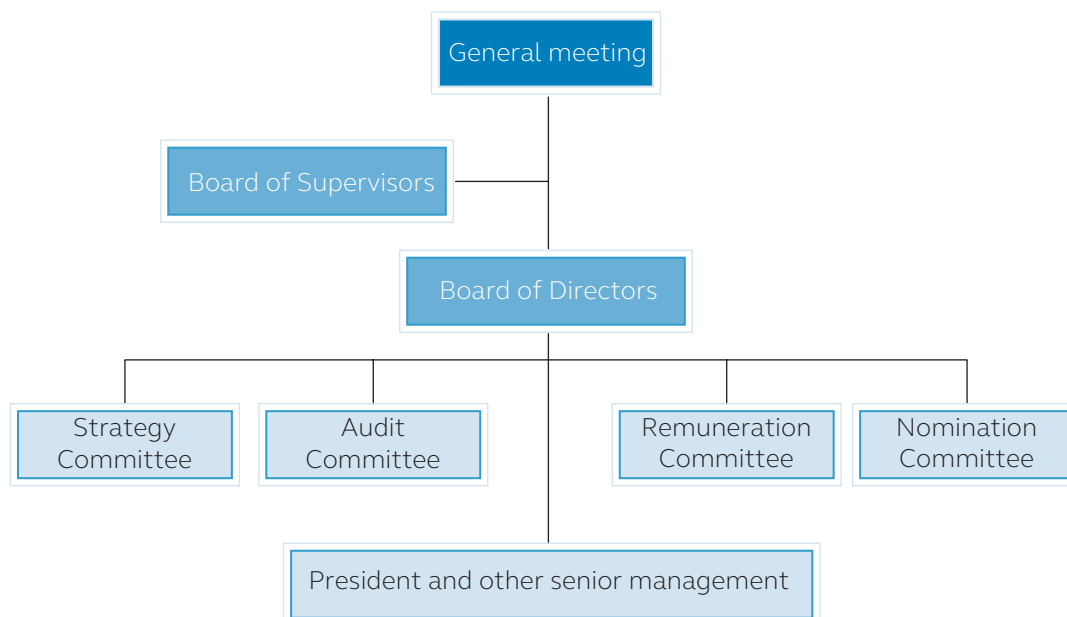 General meeting
Board of Supervisors
Board of Directors
Strategy
Committee
Audit
Committee
Remuneration
Committee
Nomination
Committee
President and other senior management